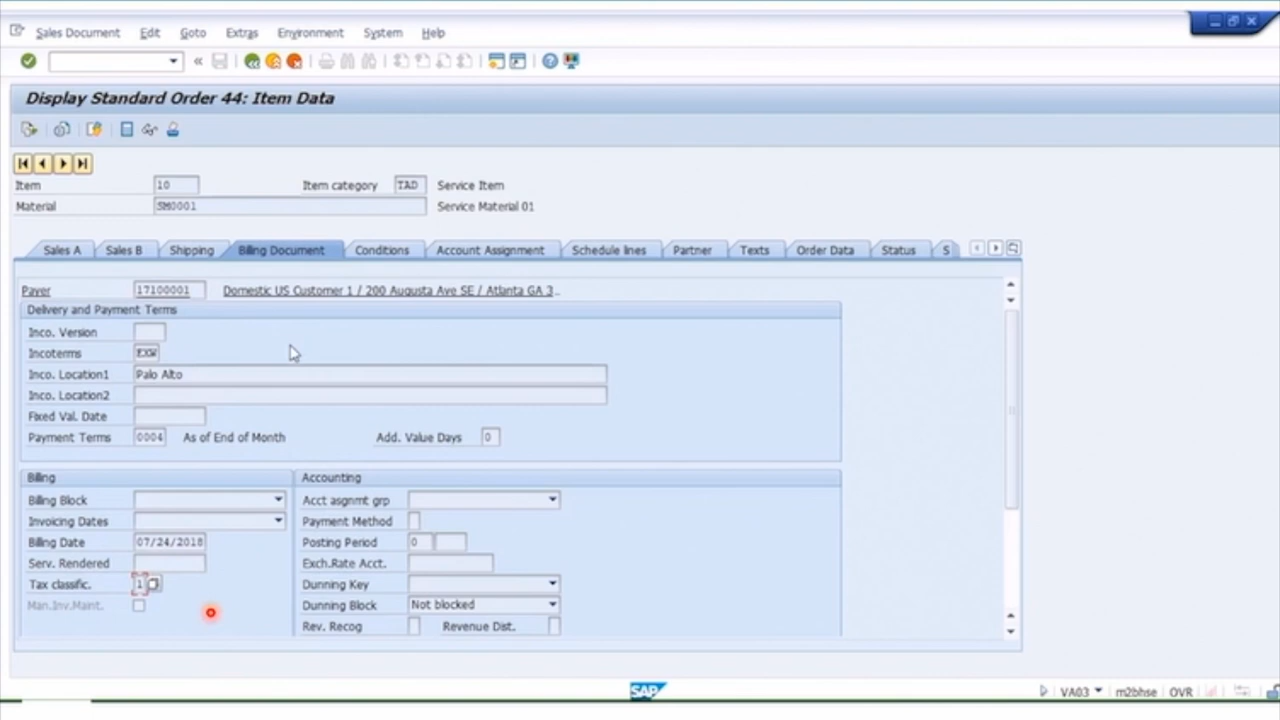 Sales Document Edit Goto Extras Environment System Help
Display Standard Order 44: Item Data
Item 10 Item category TAD Service Item
Material SM0001 Service Material 01
Sales A Sales B Shipping Billing Document Conditions Account Assignment Schedule lines Partner Texts Order Data Status S
Payer 17100001 Domestic US Customer 1 / 200 Augusta Ave SE / Atlanta GA 3...
Delivery and Payment Terms
Inco. Version
Incoterms EXW
Inco. Location1 Palo Alto
Inco. Location2
Fixed Val. Date
Payment Terms 0004 As of End of Month Add. Value Days 0
Billing Accounting
Billing Block Acct asgnmt grp
Invoicing Dates Payment Method
Billing Date 07/24/2018 Posting Period 0
Serv. Rendered Exch.Rate Acct.
Tax classific. 1 Dunning Key
Man.Inv.Maint. Dunning Block Not blocked
Rev. Recog Revenue Dist.
SAP VA03 m2bhse OVR